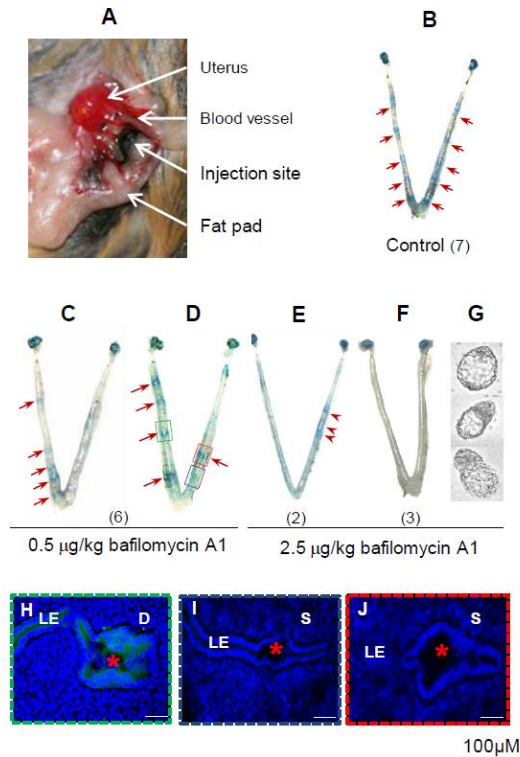 A
B
Uterus
Blood vessel
Injection site
Fat pad
Control (7)
C
D
E
F
G
(6)
(2)
(3)
0.5 μg/kg bafilomycin A1
2.5 μg/kg bafilomycin A1
H
LE
D
*
I
S
LE
*
J
S
LE
*
100μM